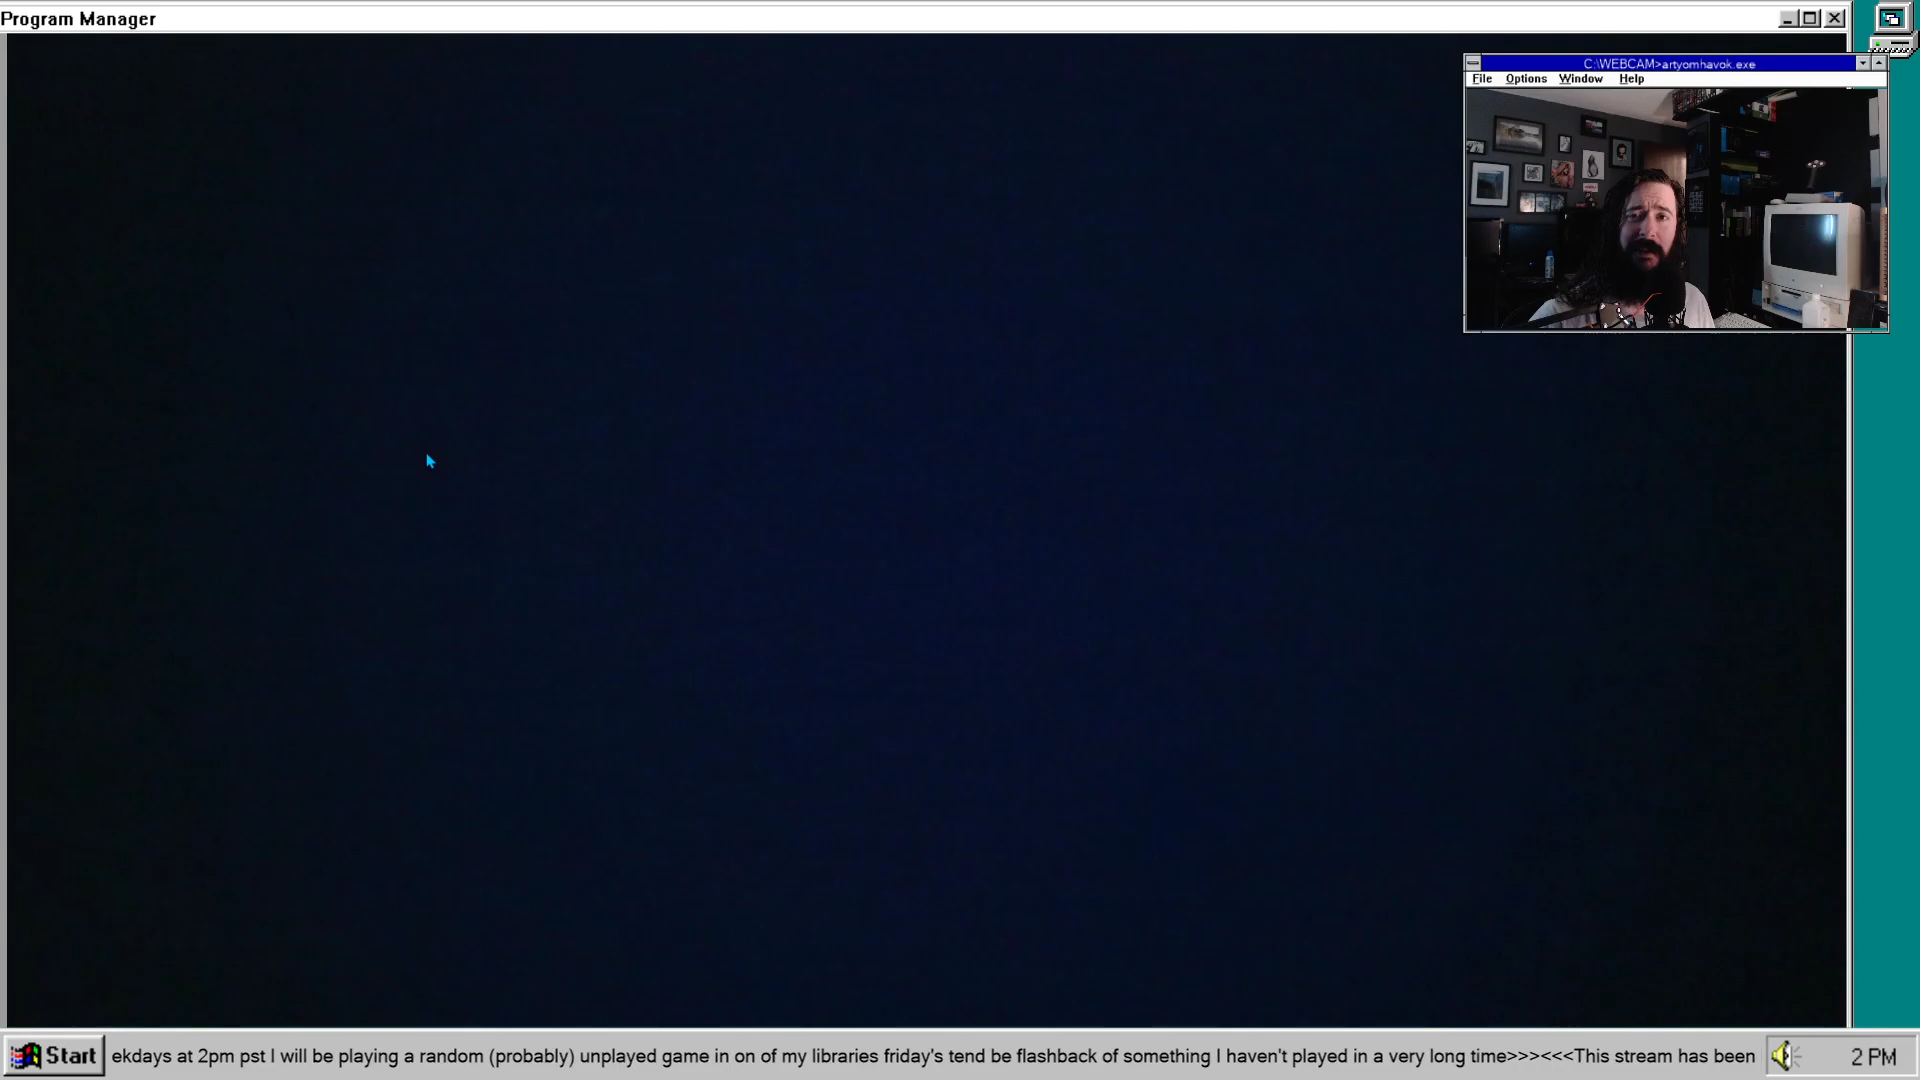 Program Manager
C:\WEBCAM>artyomhavok.exe
File Options Window Help
Start
ekdays at 2pm pst I will be playing a random (probably) unplayed game in on of my libraries friday's tend be flashback of something I haven't played in a very long time>>><<<This stream has been
2 PM